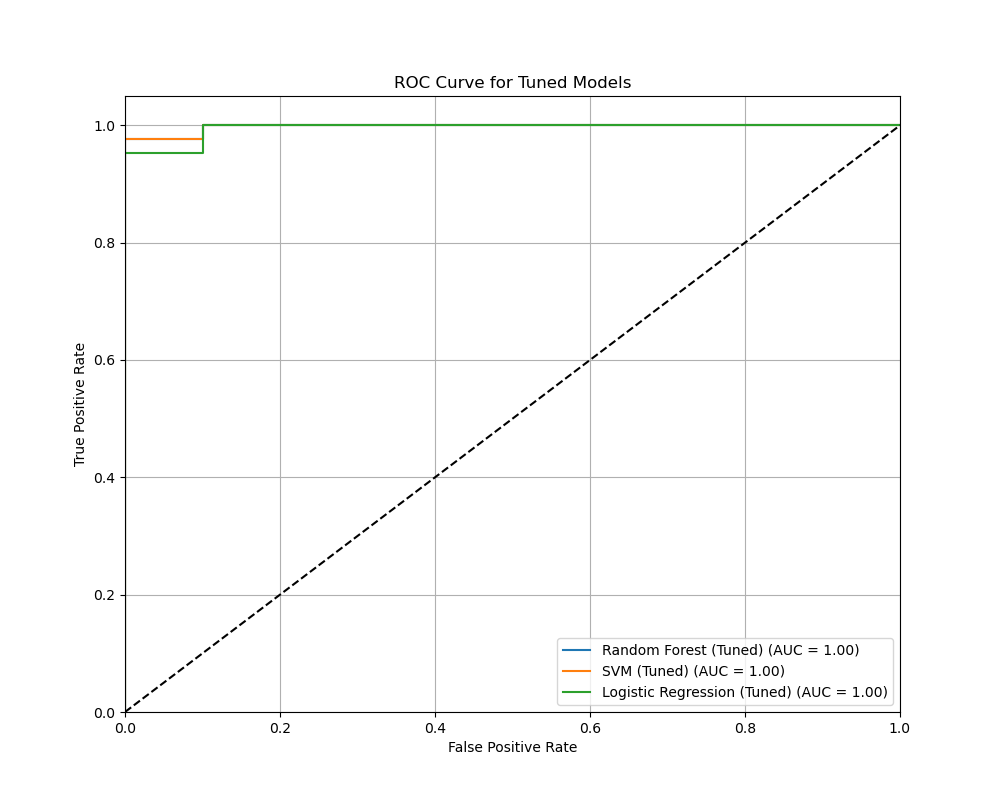 ROC Curve for Tuned Models
True Positive Rate
1.0
0.8
0.6
0.4
0.2
0.0
0.0 0.2 0.4 0.6 0.8 1.0
False Positive Rate
Random Forest (Tuned) (AUC = 1.00)
SVM (Tuned) (AUC = 1.00)
Logistic Regression (Tuned) (AUC = 1.00)